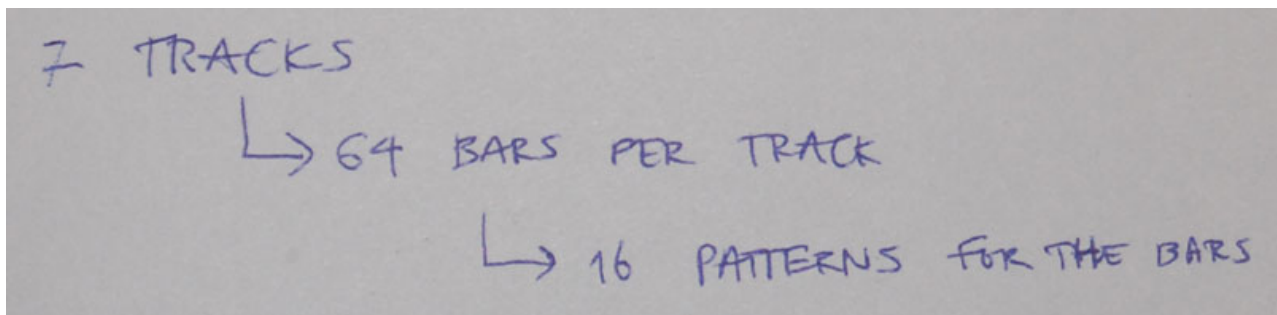 7 TRACKS
↳ 64 BARS PER TRACK
↳ 16 PATTERNS FOR THE BARS